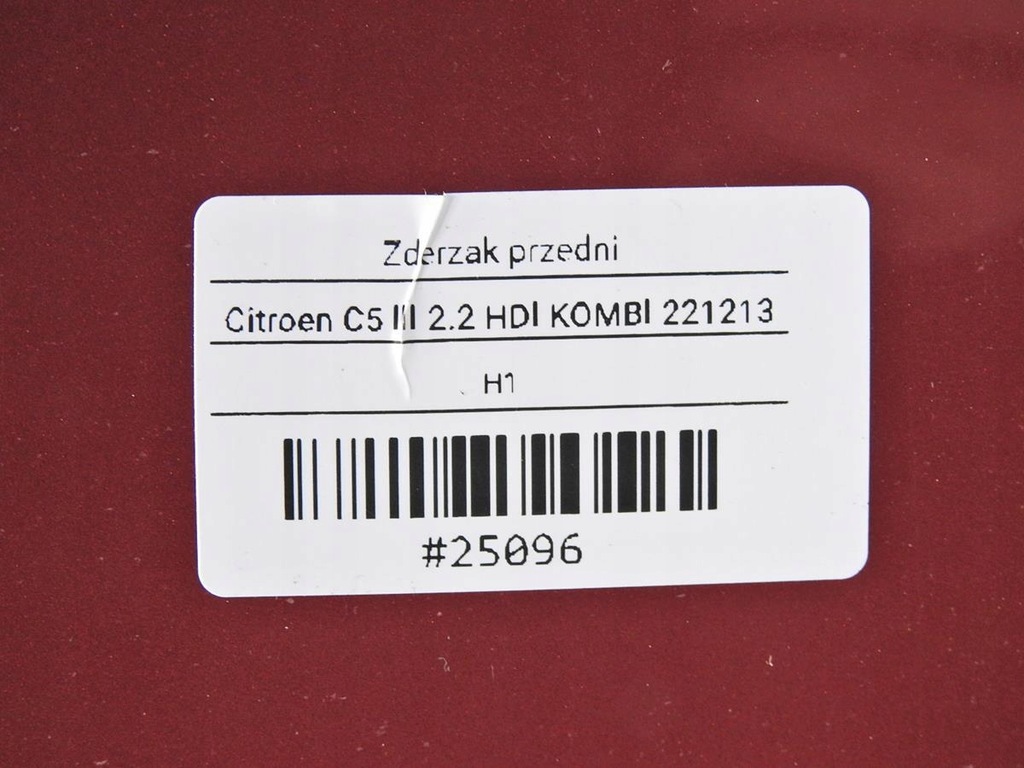 Zderzak przedni
Citroen C5 III 2.2 HDI KOMBI 221213
H1
#25096